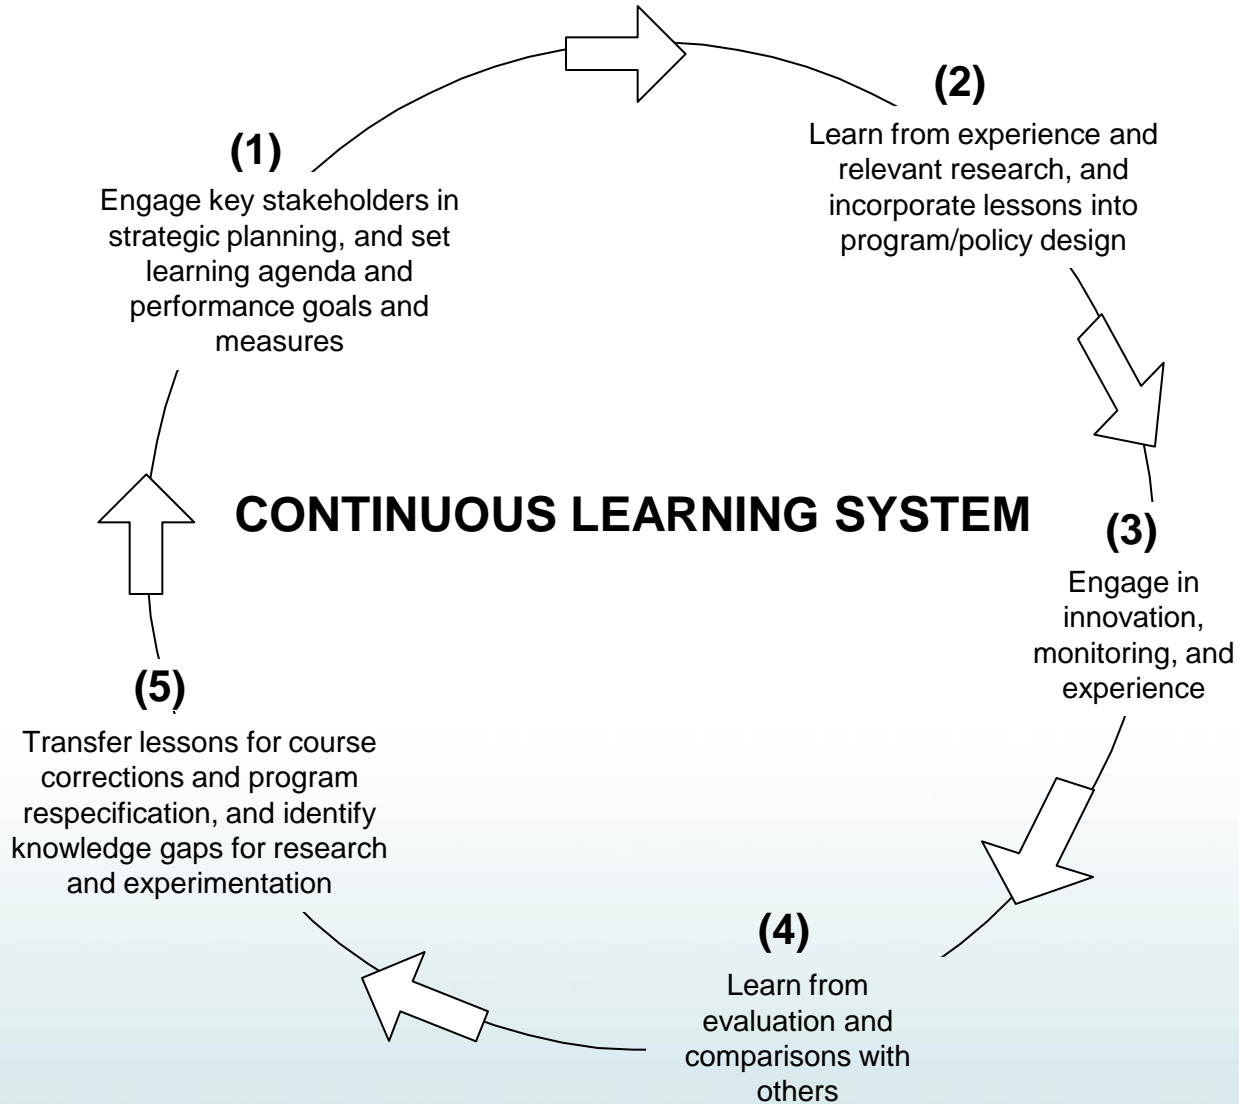 (1)
Engage key stakeholders in
strategic planning, and set
learning agenda and
performance goals and
measures
(2)
Learn from experience and
relevant research, and
incorporate lessons into
program/policy design
CONTINUOUS LEARNING SYSTEM
(3)
Engage in
innovation,
monitoring, and
experience
(4)
Learn from
evaluation and
comparisons with
others
(5)
Transfer lessons for course
corrections and program
respecification, and identify
knowledge gaps for research
and experimentation